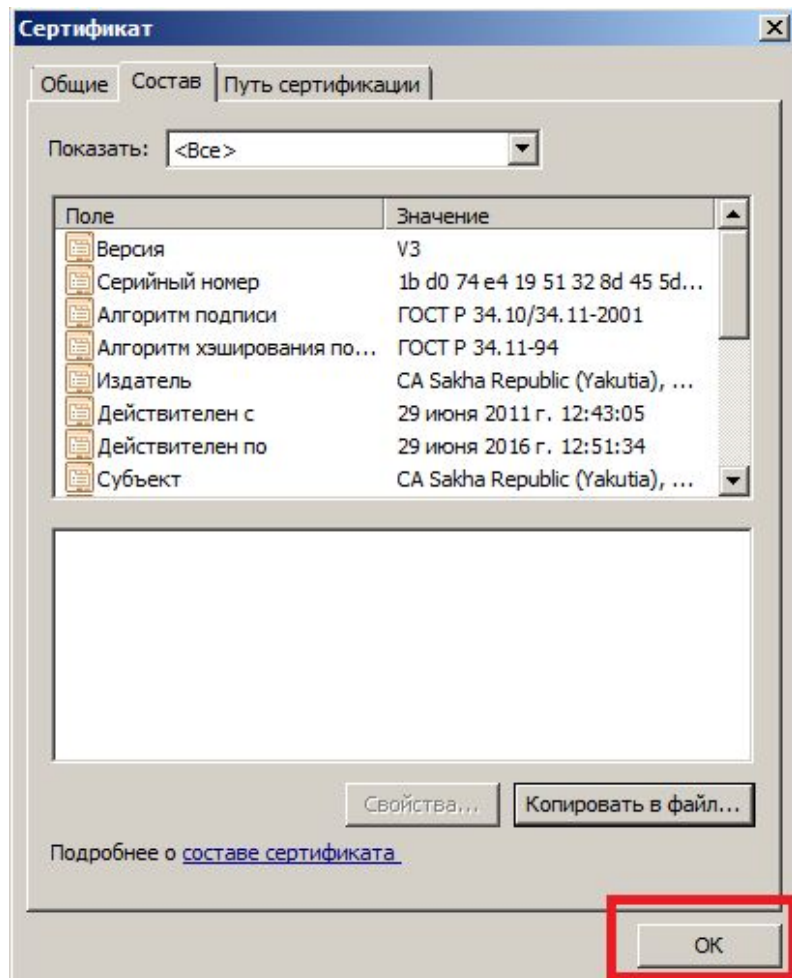 Сертификат
Общие Состав Путь сертификации
Показать: <Все>
Поле Значение
Версия V3
Серийный номер 1b d0 74 e4 19 51 32 8d 45 5d...
Алгоритм подписи ГОСТ Р 34.10/34.11-2001
Алгоритм хэширования по... ГОСТ Р 34.11-94
Издатель CA Sakha Republic (Yakutia), ...
Действителен с 29 июня 2011 г. 12:43:05
Действителен по 29 июня 2016 г. 12:51:34
Субъект CA Sakha Republic (Yakutia), ...
Свойства... Копировать в файл...
Подробнее о составе сертификата
ОК